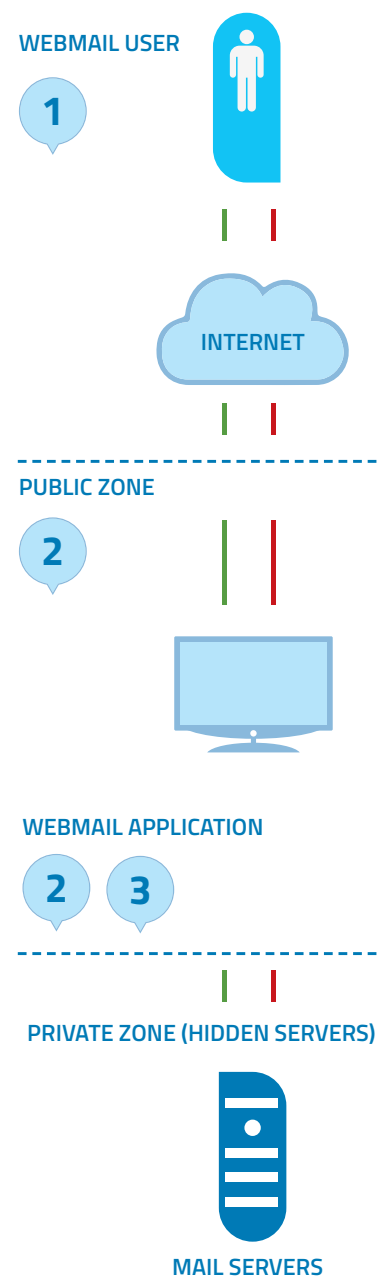 WEBMAIL USER
1
INTERNET
PUBLIC ZONE
2
WEBMAIL APPLICATION
2 3
PRIVATE ZONE (HIDDEN SERVERS)
MAIL SERVERS